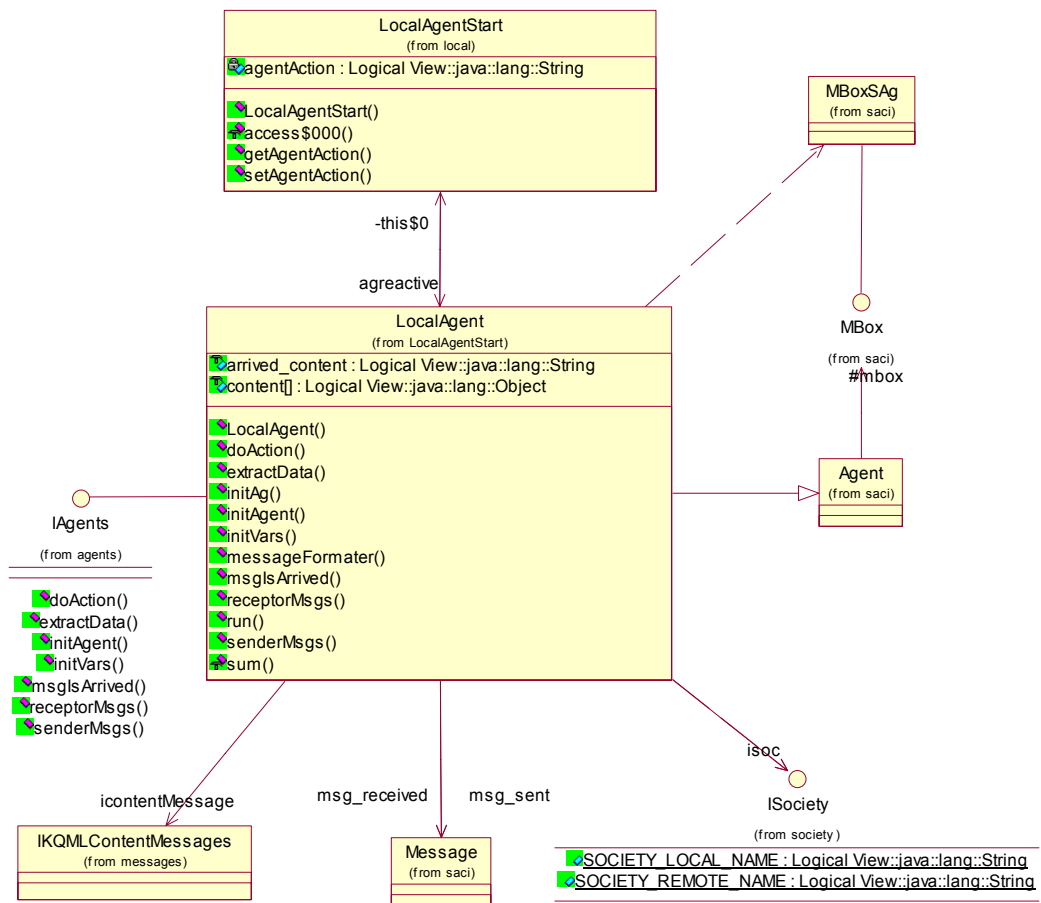 LocalAgentStart
(from local)
agentAction : Logical View::java::lang::String
LocalAgentStart()
access$000()
getAgentAction()
setAgentAction()
MBoxSAg
(from saci)
-this$0
agreactive
LocalAgent
(from LocalAgentStart)
arrived_content : Logical View::java::lang::String
content[] : Logical View::java::lang::Object
LocalAgent()
doAction()
extractData()
initAg()
initAgent()
initVars()
messageFormater()
msgIsArrived()
receptorMsgs()
run()
senderMsgs()
sum()
MBox
(from saci)
#mbox
Agent
(from saci)
IAgents
(from agents)
doAction()
extractData()
initAgent()
initVars()
msgIsArrived()
receptorMsgs()
senderMsgs()
icontentMessage
IKQMLContentMessages
(from messages)
msg_received
msg_sent
Message
(from saci)
isoc
ISociety
(from society)
SOCIETY_LOCAL_NAME : Logical View::java::lang::String
SOCIETY_REMOTE_NAME : Logical View::java::lang::String